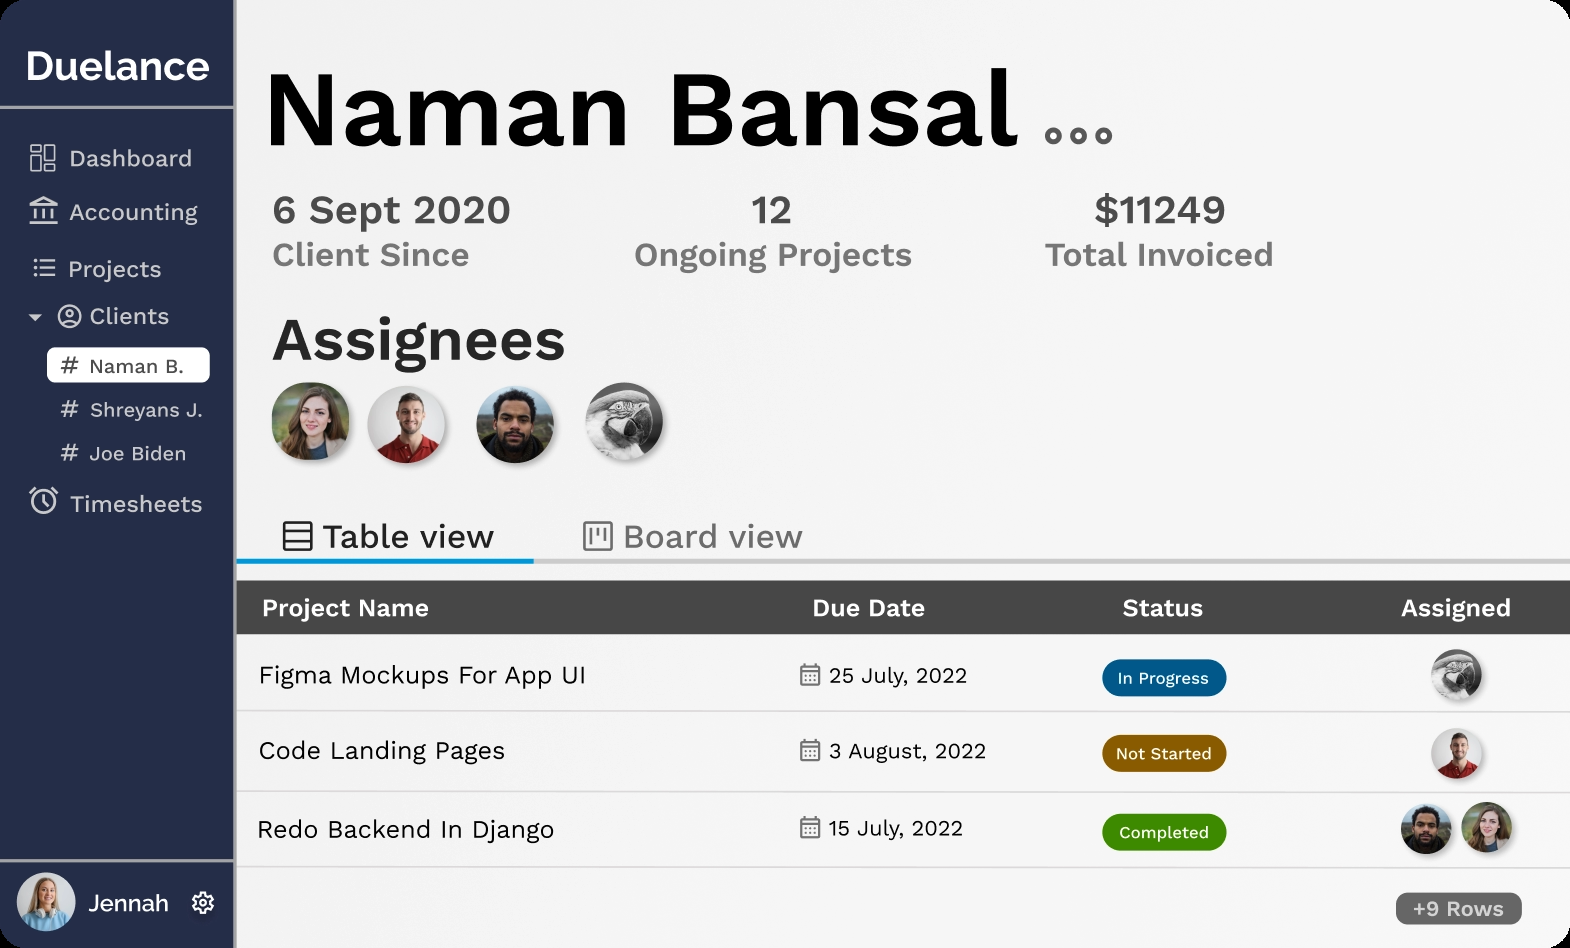 Duelance
Dashboard
Accounting
Projects
Clients
# Naman B.
# Shreyans J.
# Joe Biden
Timesheets
Jennah
Naman Bansal
6 Sept 2020
Client Since
12
Ongoing Projects
$11249
Total Invoiced
Assignees
Table view
Board view
Project Name Due Date Status Assigned
Figma Mockups For App UI 25 July, 2022 In Progress
Code Landing Pages 3 August, 2022 Not Started
Redo Backend In Django 15 July, 2022 Completed
+9 Rows